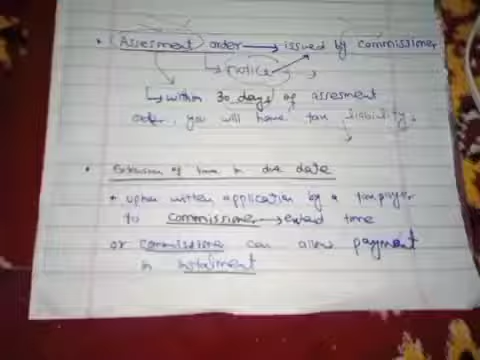 • Assesment order → issued by commissioner
→ notice
↳ within 30 days of assesment
order, you will have tax liability.
• Extension of time in due date
• upon written application by a taxpayer
to commissioner → extend time
or commissioner can allow payment
in instalment